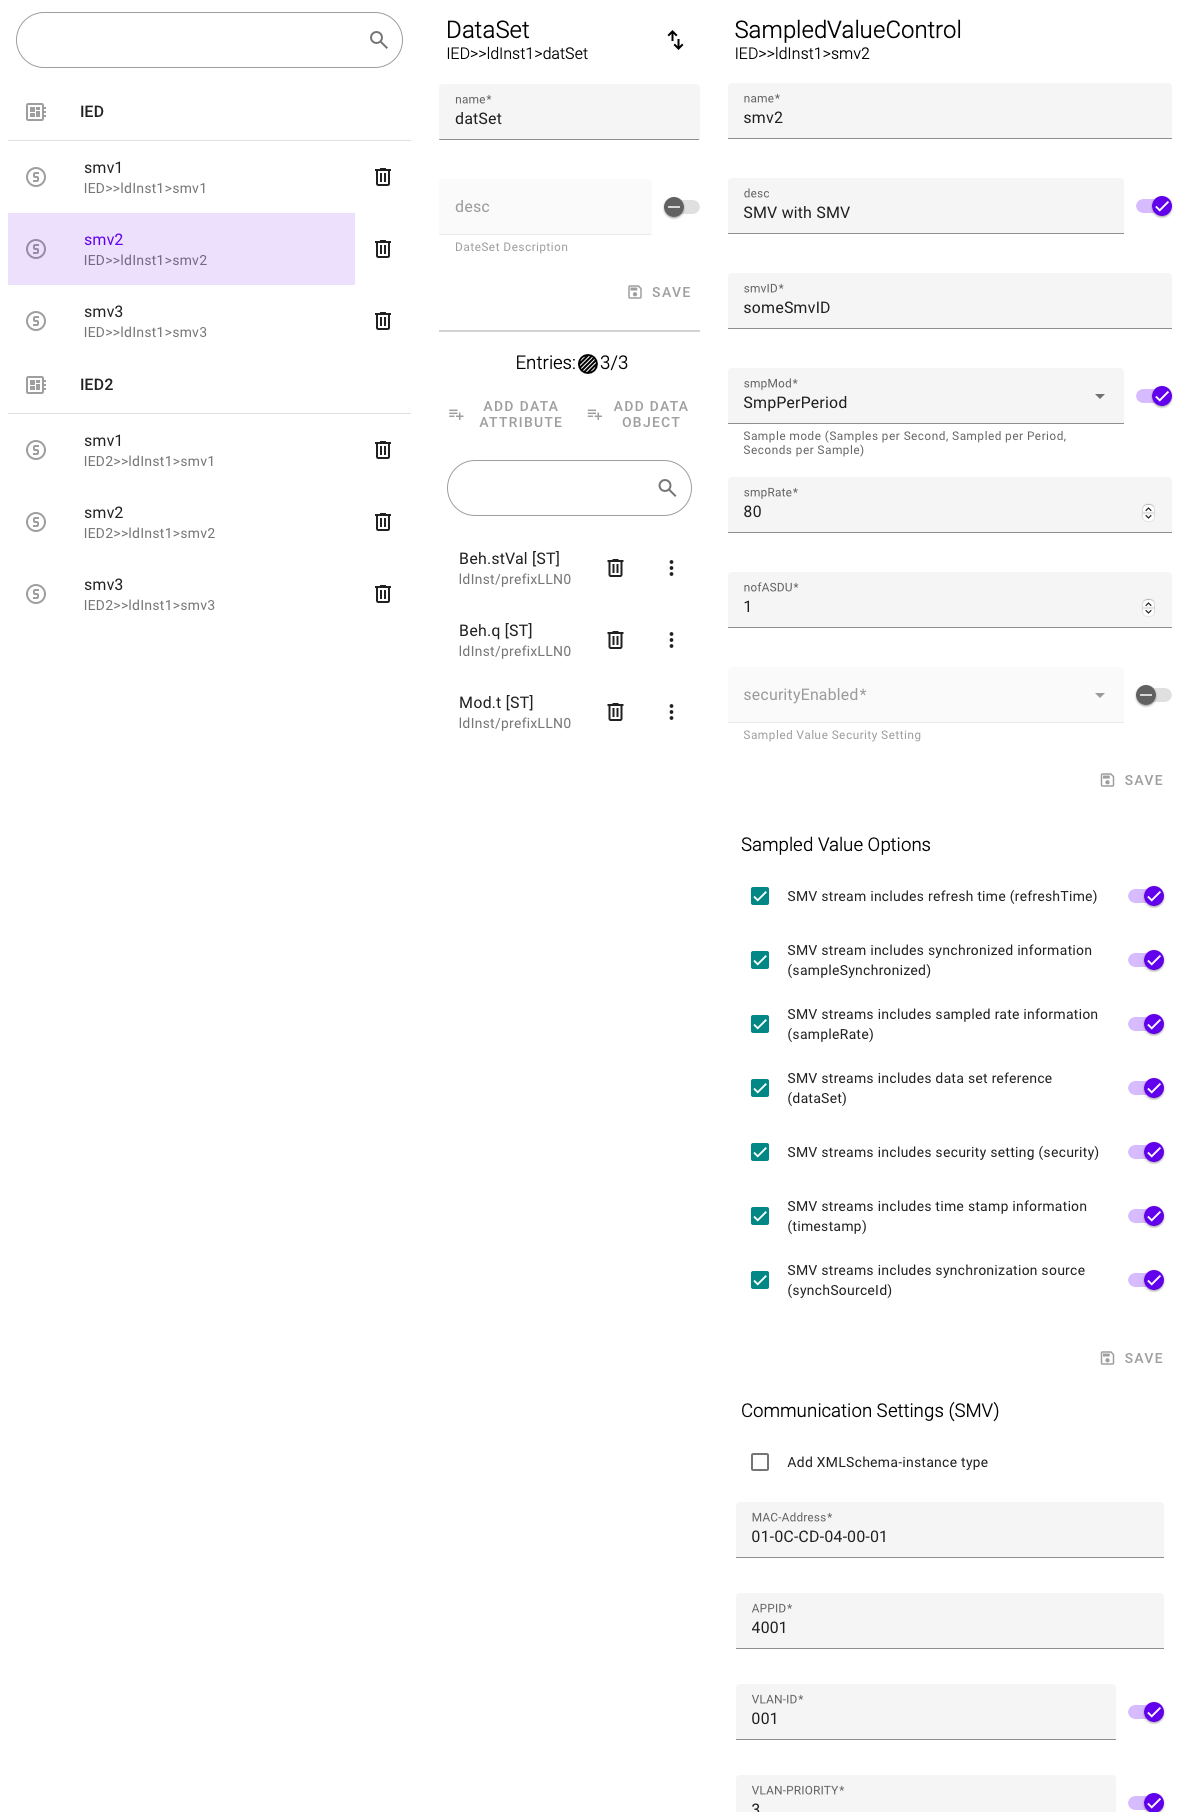 IED
smv1
IED>>ldInst1>smv1
smv2
IED>>ldInst1>smv2
smv3
IED>>ldInst1>smv3
IED2
smv1
IED2>>ldInst1>smv1
smv2
IED2>>ldInst1>smv2
smv3
IED2>>ldInst1>smv3
DataSet
IED>>ldInst1>datSet
name*
datSet
desc
DateSet Description
SAVE
Entries: 3/3
ADD DATA
ATTRIBUTE
ADD DATA
OBJECT
Beh.stVal [ST]
ldInst/prefixLLN0
Beh.q [ST]
ldInst/prefixLLN0
Mod.t [ST]
ldInst/prefixLLN0
SampledValueControl
IED>>ldInst1>smv2
name*
smv2
desc
SMV with SMV
smvID*
someSmvID
smpMod*
SmpPerPeriod
Sample mode (Samples per Second, Sampled per Period,
Seconds per Sample)
smpRate*
80
nofASDU*
1
securityEnabled*
Sampled Value Security Setting
SAVE
Sampled Value Options
SMV stream includes refresh time (refreshTime)
SMV stream includes synchronized information
(sampleSynchronized)
SMV streams includes sampled rate information
(sampleRate)
SMV streams includes data set reference
(dataSet)
SMV streams includes security setting (security)
SMV streams includes time stamp information
(timestamp)
SMV streams includes synchronization source
(synchSourceId)
SAVE
Communication Settings (SMV)
Add XMLSchema-instance type
MAC-Address*
01-0C-CD-04-00-01
APPID*
4001
VLAN-ID*
001
VLAN-PRIORITY*
3